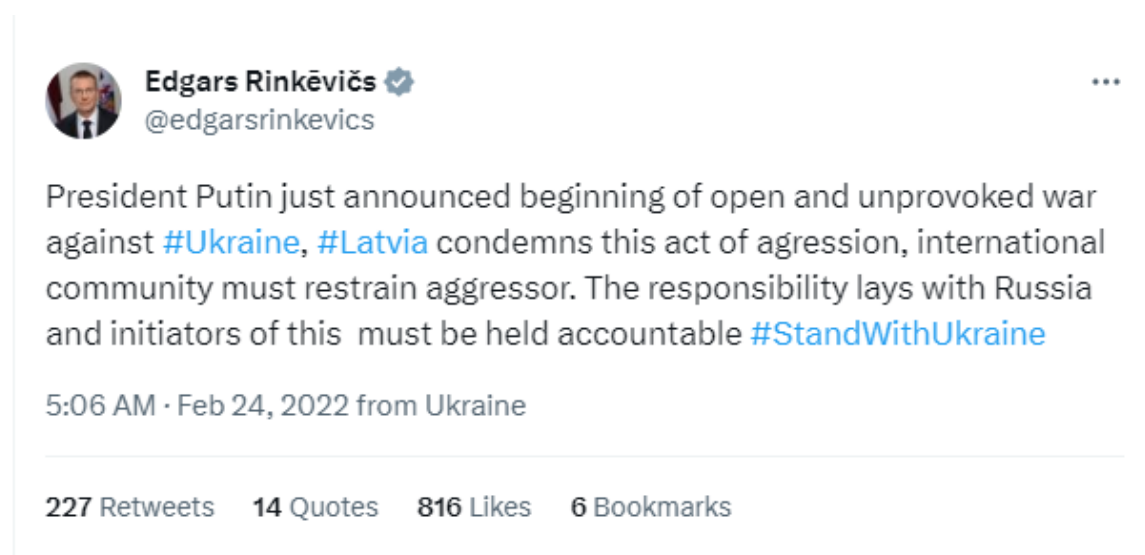 Edgars Rinkēvičs
@edgarsrinkevics
President Putin just announced beginning of open and unprovoked war
against #Ukraine, #Latvia condemns this act of agression, international
community must restrain aggressor. The responsibility lays with Russia
and initiators of this  must be held accountable #StandWithUkraine
5:06 AM · Feb 24, 2022 from Ukraine
227 Retweets 14 Quotes 816 Likes 6 Bookmarks